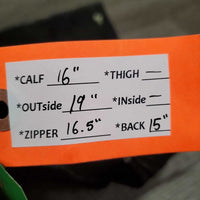 *CALF 16" *THIGH —
*OUTside 19" *INside —
*ZIPPER 16.5" *BACK 15"